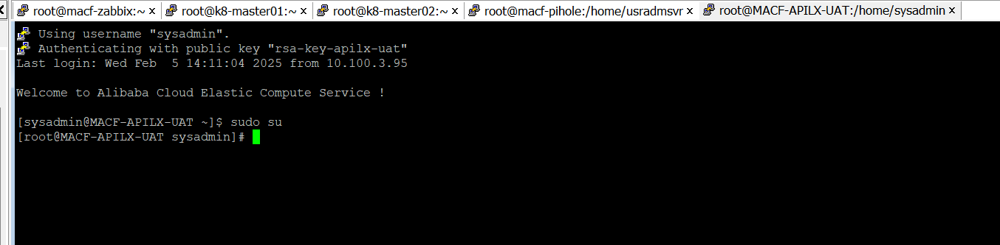 root@macf-zabbix:~ × root@k8-master01:~ × root@k8-master02:~ × root@macf-pihole:/home/usradmsvr × root@MACF-APILX-UAT:/home/sysadmin ×
Using username "sysadmin".
Authenticating with public key "rsa-key-apilx-uat"
Last login: Wed Feb  5 14:11:04 2025 from 10.100.3.95
Welcome to Alibaba Cloud Elastic Compute Service !
[sysadmin@MACF-APILX-UAT ~]$ sudo su
[root@MACF-APILX-UAT sysadmin]#